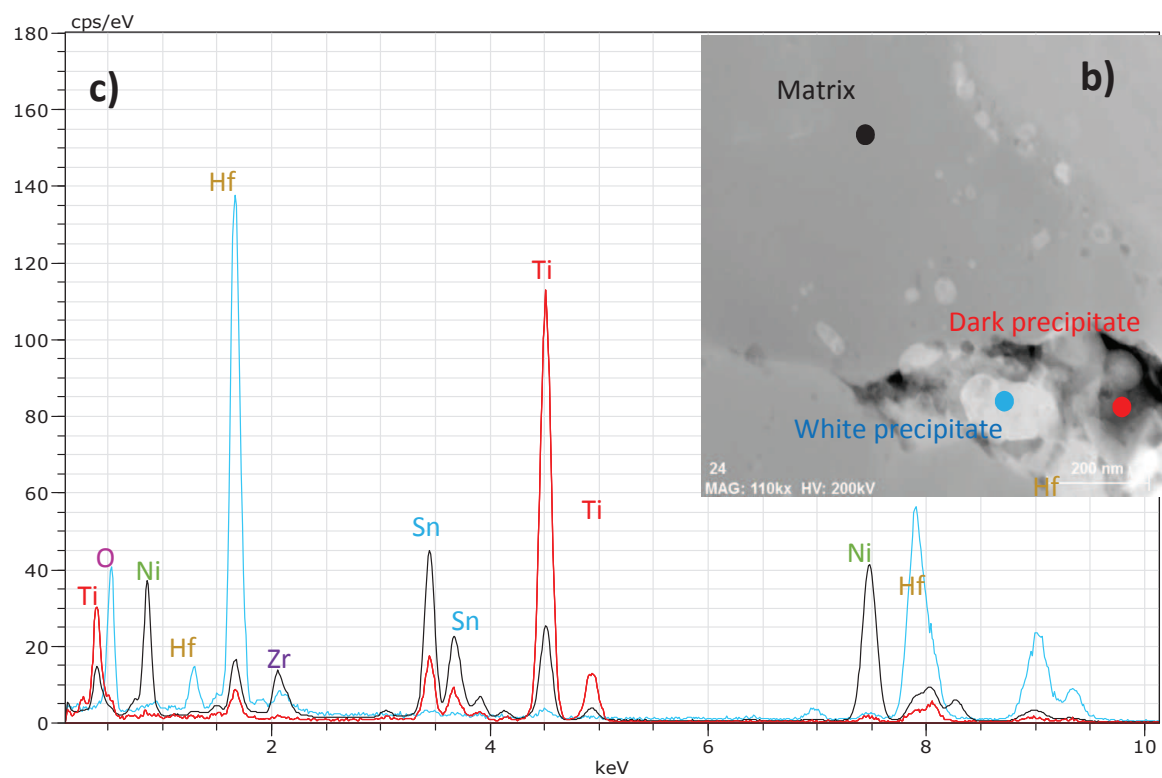 cps/eV
180
160
140
120
100
80
60
40
20
0
c)
b)
Matrix
Dark precipitate
White precipitate
24
200 nm
MAG: 110kx HV: 200kV
Hf
Ti
Hf
Ti
Sn
O
Ni
Ni
Ti
Hf
Sn
Hf
Zr
2
4
6
8
10
keV